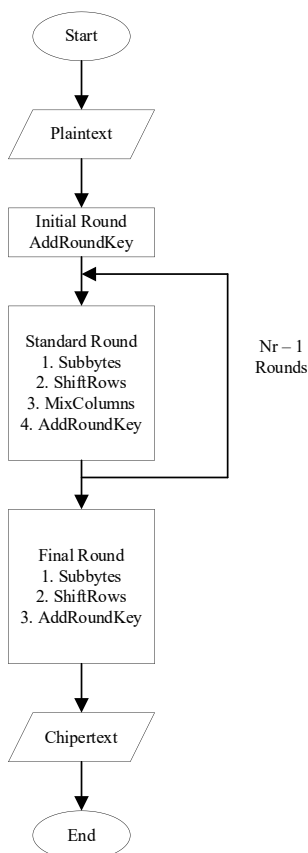 Start
Plaintext
Initial Round
AddRoundKey
Standard Round
1. Subbytes
2. ShiftRows
3. MixColumns
4. AddRoundKey
Nr – 1
Rounds
Final Round
1. Subbytes
2. ShiftRows
3. AddRoundKey
Chipertext
End